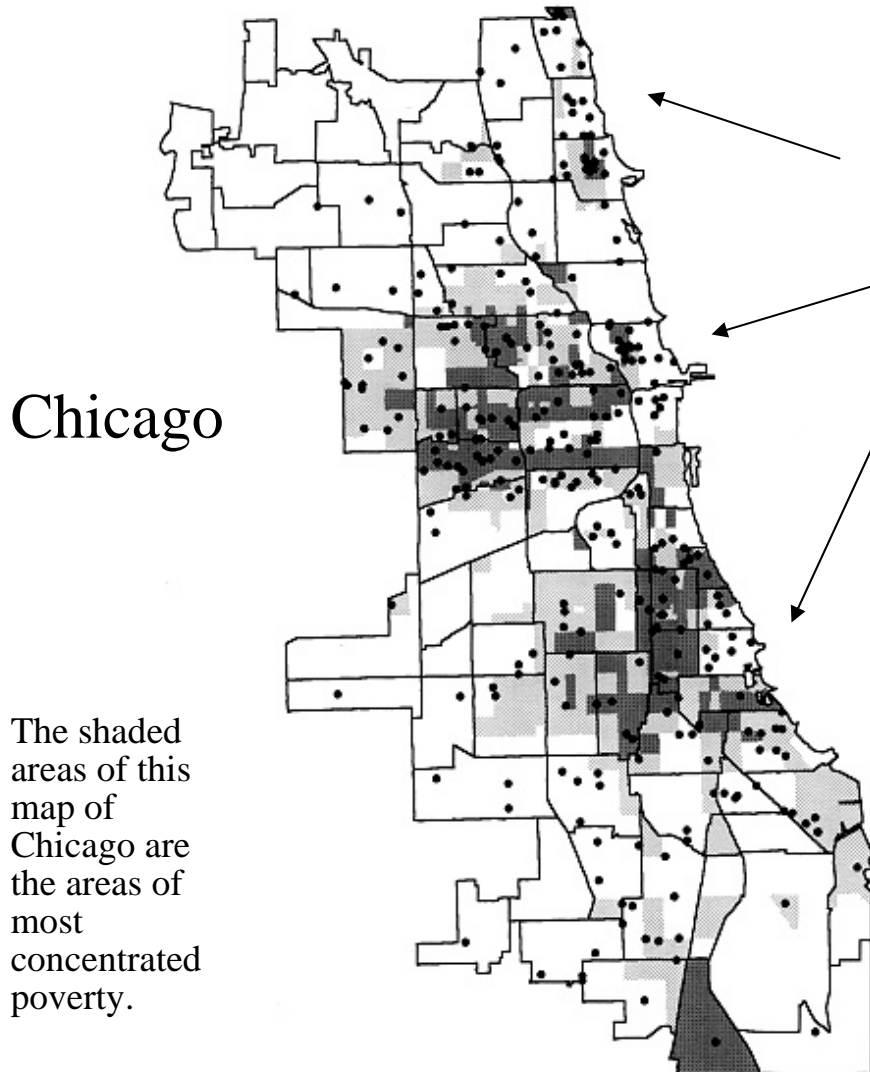 Chicago
The shaded
areas of this
map of
Chicago are
the areas of
most
concentrated
poverty.